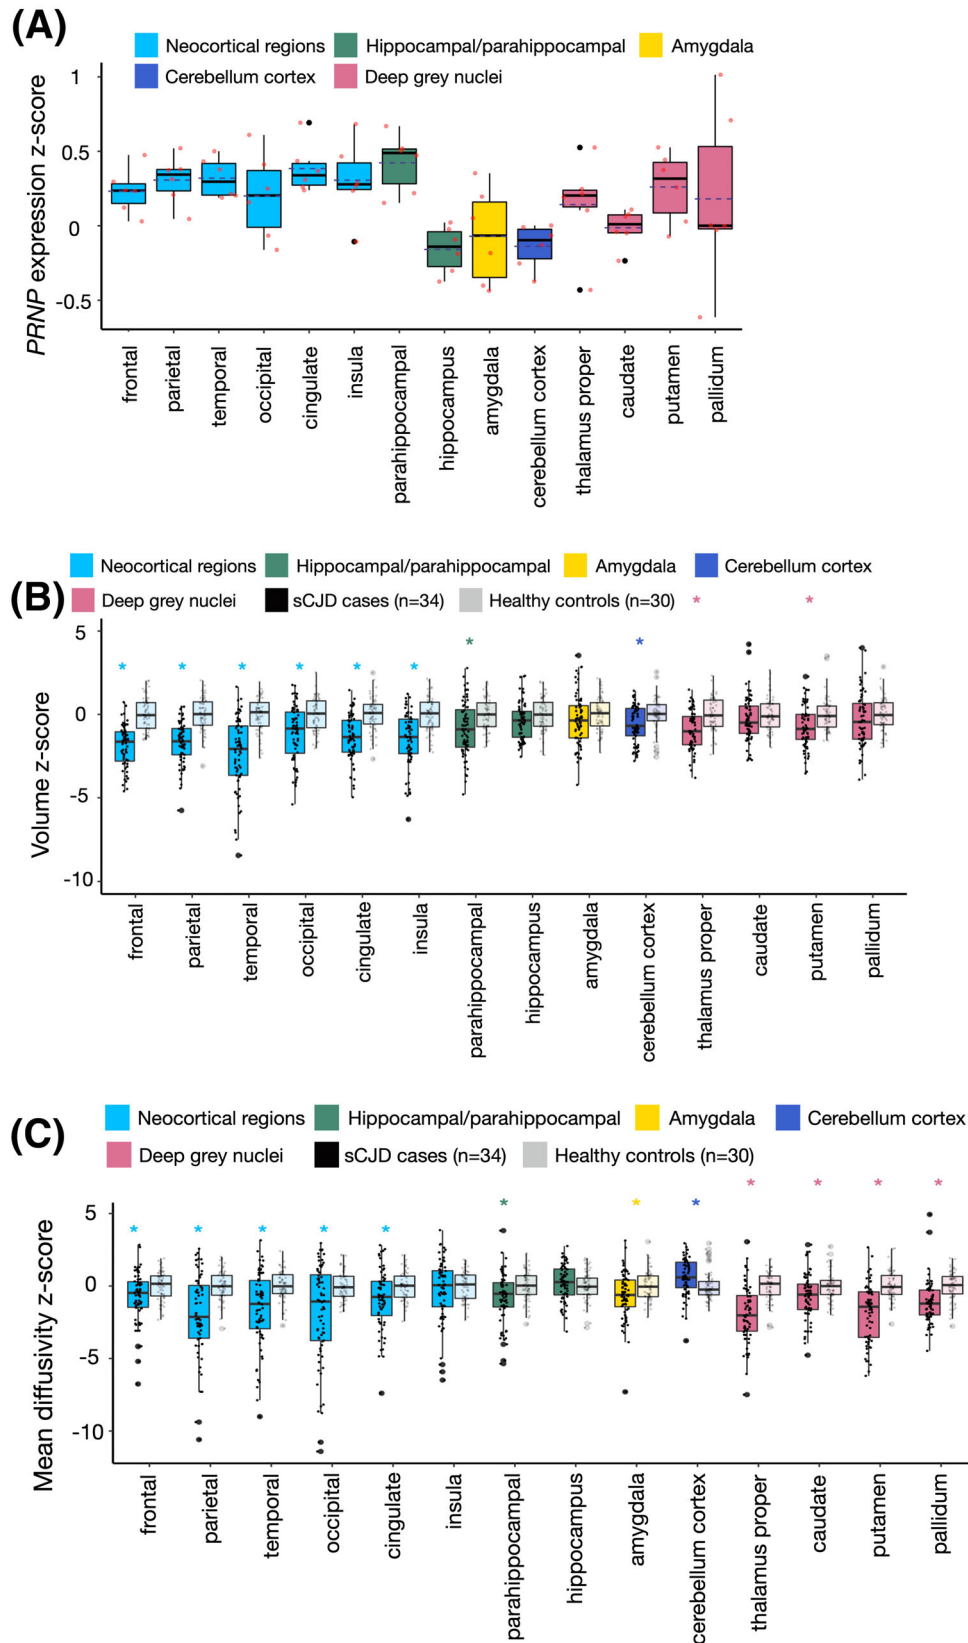 (A)
Neocortical regions Hippocampal/parahippocampal Amygdala
Cerebellum cortex Deep grey nuclei
PRNP expression z-score
1
0.5
0
-0.5
frontal
parietal
temporal
occipital
cingulate
insula
parahippocampal
hippocampus
amygdala
cerebellum cortex
thalamus proper
caudate
putamen
pallidum
(B)
Neocortical regions Hippocampal/parahippocampal Amygdala Cerebellum cortex
Deep grey nuclei sCJD cases (n=34) Healthy controls (n=30)
Volume z-score
5
0
-5
-10
* * * * * * * * * *
frontal
parietal
temporal
occipital
cingulate
insula
parahippocampal
hippocampus
amygdala
cerebellum cortex
thalamus proper
caudate
putamen
pallidum
(C)
Neocortical regions Hippocampal/parahippocampal Amygdala Cerebellum cortex
Deep grey nuclei sCJD cases (n=34) Healthy controls (n=30)
Mean diffusivity z-score
5
0
-5
-10
* * * * * * * * * * * *
frontal
parietal
temporal
occipital
cingulate
insula
parahippocampal
hippocampus
amygdala
cerebellum cortex
thalamus proper
caudate
putamen
pallidum